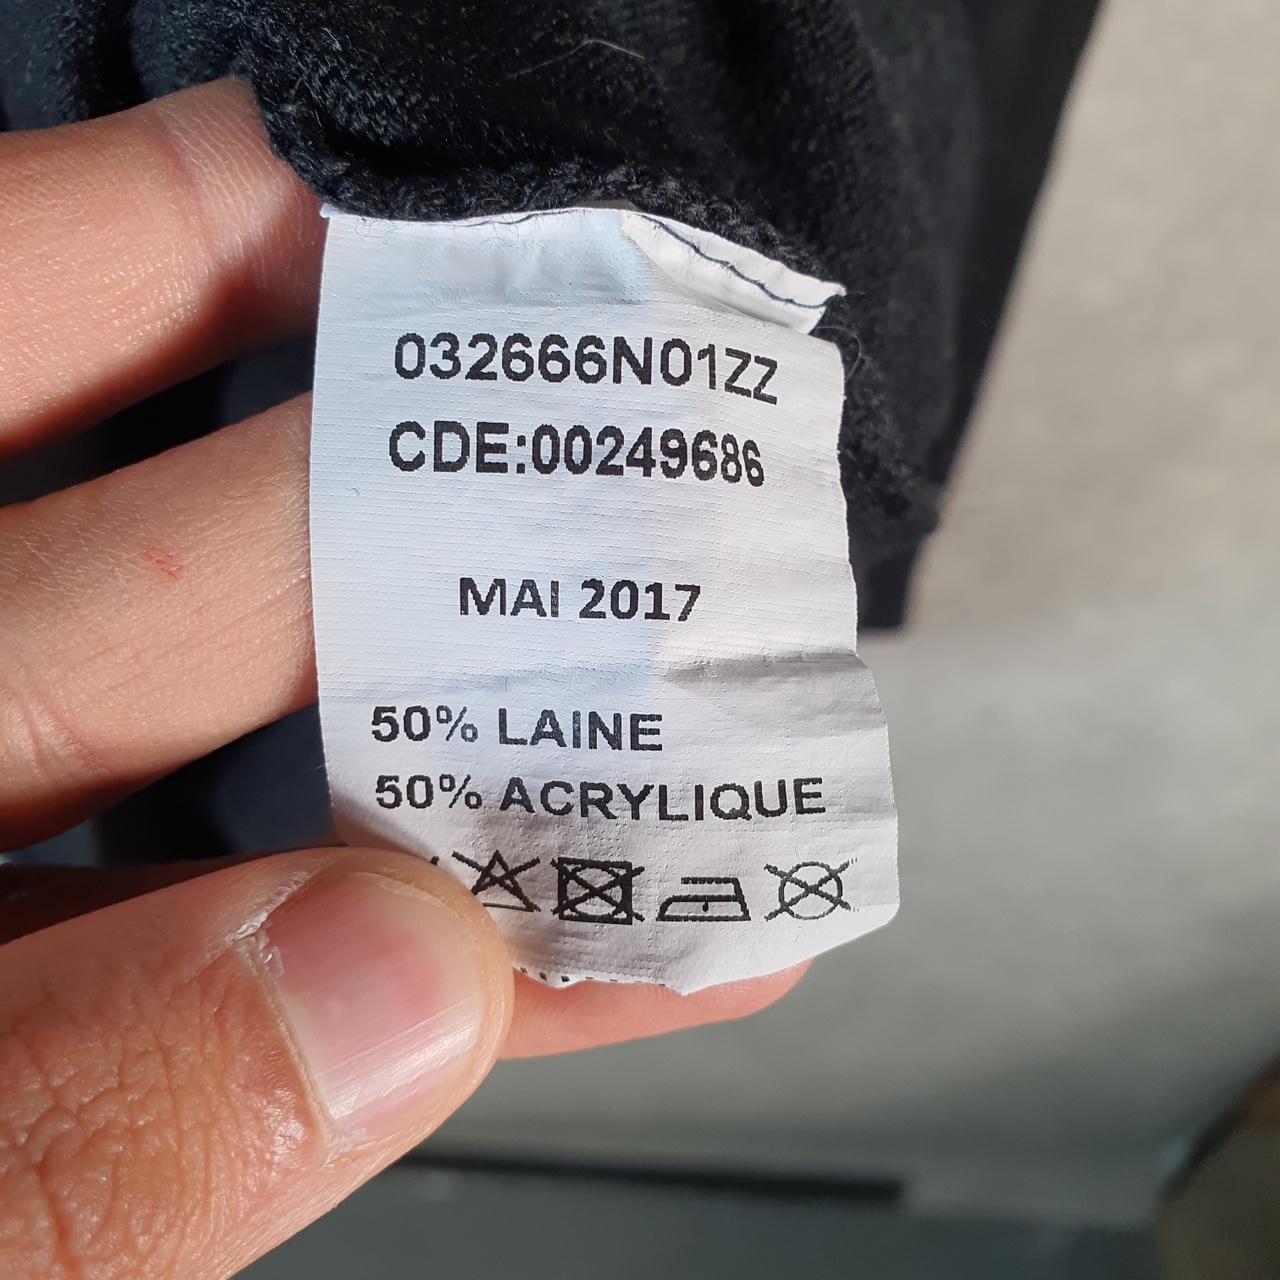 032666N01ZZ
CDE:00249686
MAI 2017
50% LAINE
50% ACRYLIQUE